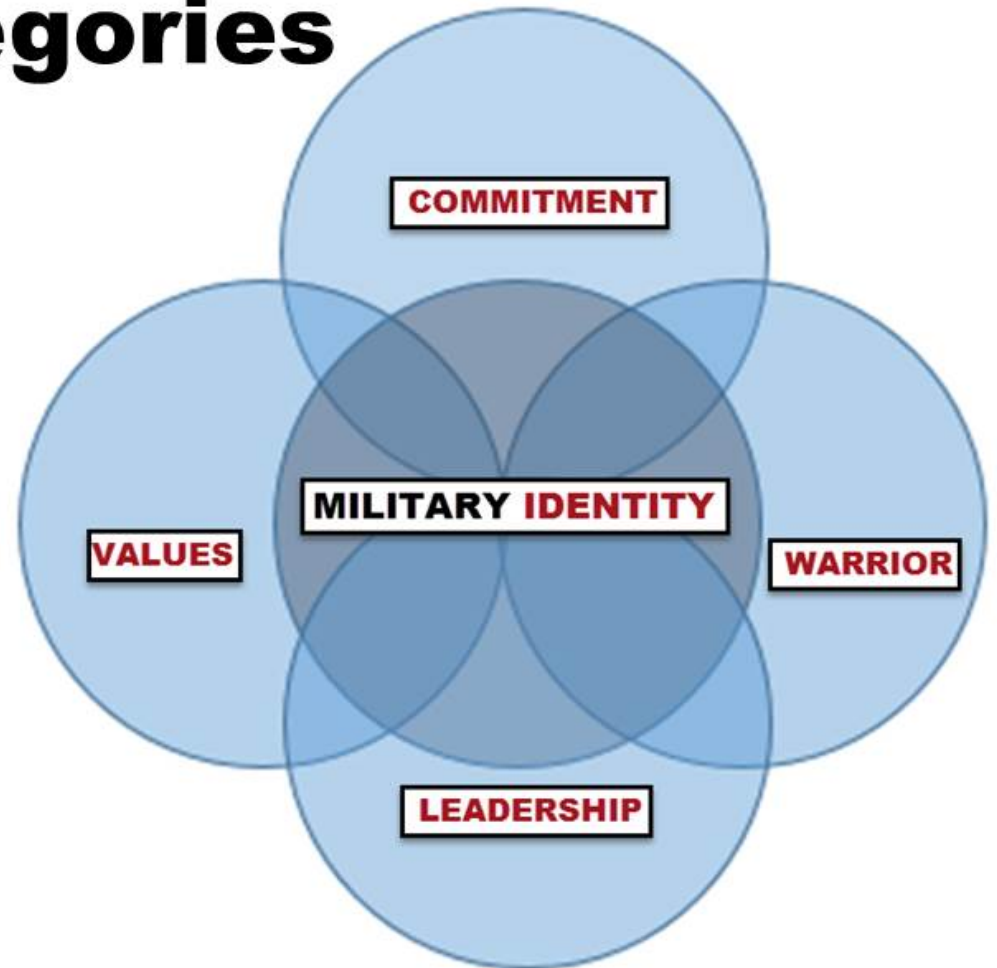 egories
COMMITMENT
MILITARY IDENTITY
VALUES
WARRIOR
LEADERSHIP